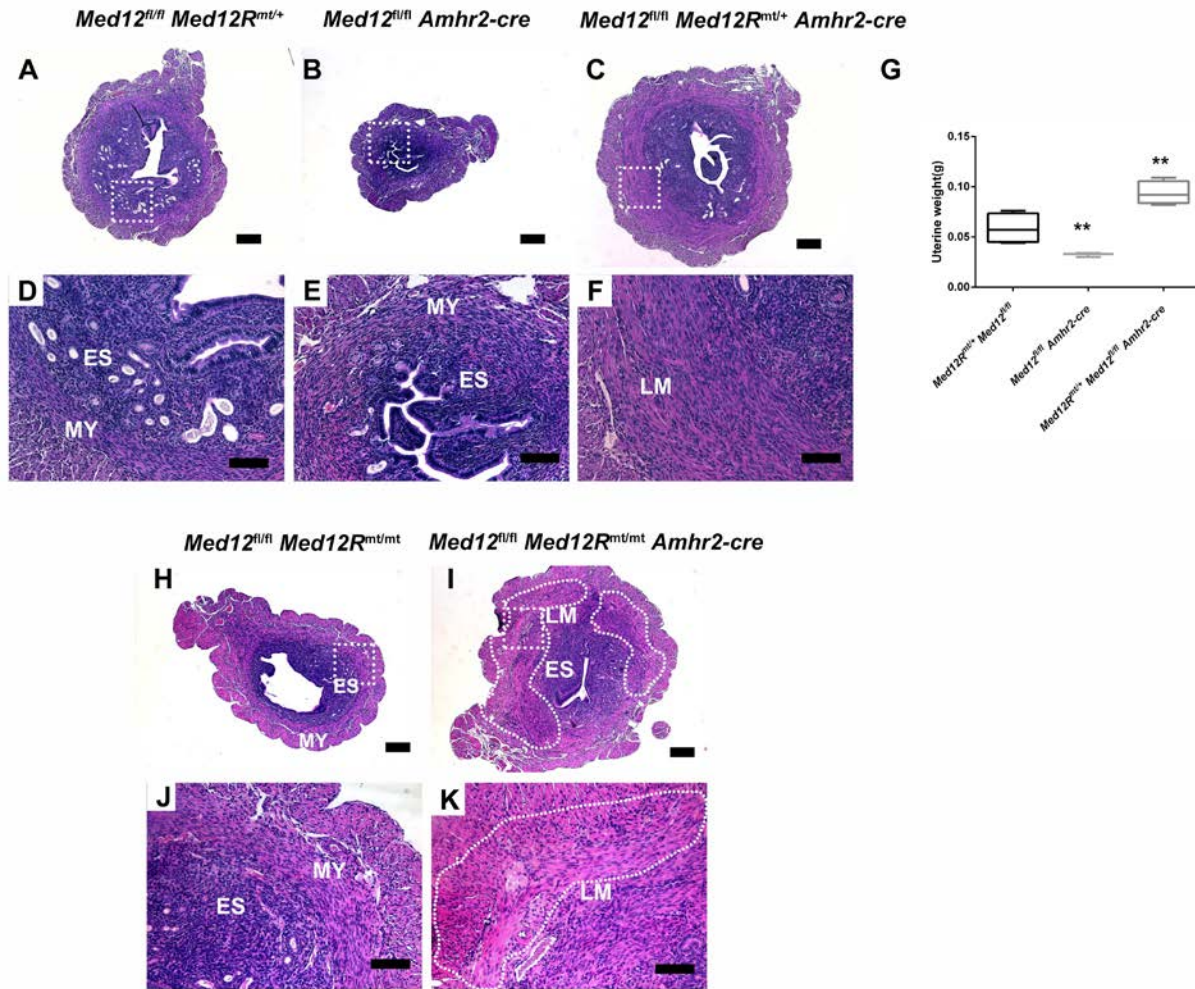 Med12fl/fl Med12Rmt/+
Med12fl/fl Amhr2-cre
Med12fl/fl Med12Rmt/+ Amhr2-cre
A
B
C
D
ES
MY
E
MY
ES
F
LM
G
0.15
0.10
0.05
0.00
Uterine weight(g)
**
**
Med12Rmt/+ Med12fl/fl
Med12fl/fl Amhr2-cre
Med12Rmt/+ Med12fl/fl Amhr2-cre
Med12fl/fl Med12Rmt/mt
Med12fl/fl Med12Rmt/mt Amhr2-cre
H
ES
MY
I
LM
ES
J
MY
ES
K
LM